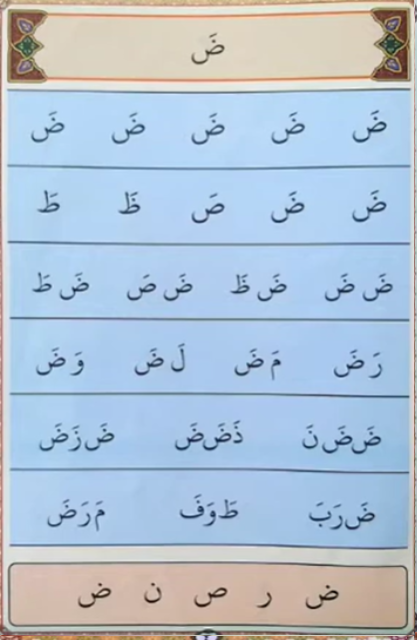 ضَ
ضَ ضَ ضَ ضَ ضَ
ضَ ضَ صَ ظَ طَ
ضَ ضَ ضَ ظَ ضَ صَ ضَ طَ
رَ ضَ مَ ضَ لَ ضَ وَ ضَ
ضَ ضَ نَ ذَضَضَ ضَ زَضَ
ضَ رَبَ طَ وَفَ مَ رَضَ
ض ر ص ن ض